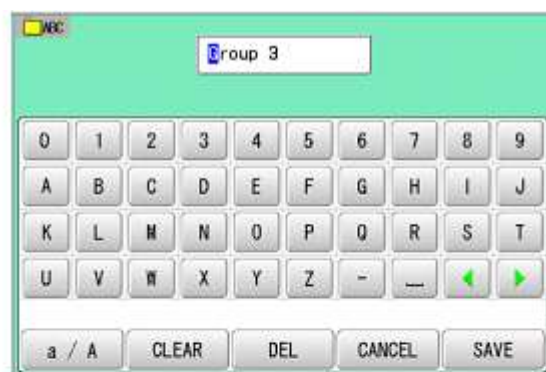 ABC
Group 3
0 1 2 3 4 5 6 7 8 9
A B C D E F G H I J
K L M N O P Q R S T
U V W X Y Z - _
a / A CLEAR DEL CANCEL SAVE